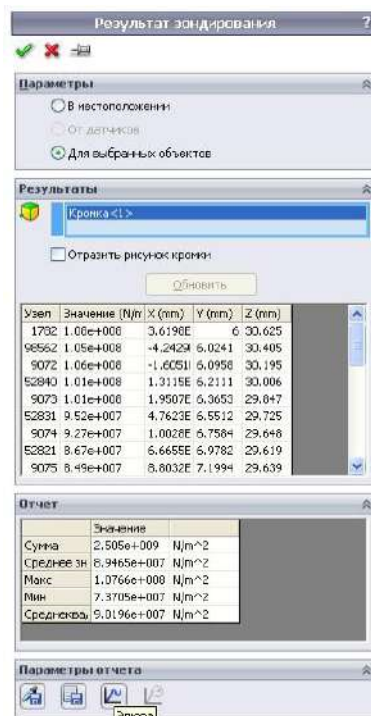 Результат зондирования ?
Параметры
В местоположении
От датчиков
Для выбранных объектов
Результаты
Кромка<1>
Отразить рисунок кромки
Обновить
Узел Значение (N/m X (mm) Y (mm) Z (mm)
1782 1.08e+008 3.6198E 6 30.625
98562 1.05e+008 -4.2429 6.0241 30.405
9072 1.06e+008 -1.6051 6.0958 30.195
52840 1.01e+008 1.3115E 6.2111 30.006
9073 1.01e+008 1.9507E 6.3653 29.847
52831 9.52e+007 4.7623E 6.5512 29.725
9074 9.27e+007 1.0028E 6.7584 29.648
52821 8.67e+007 6.6655E 6.9782 29.619
9075 8.49e+007 8.8032E 7.1994 29.639
Отчет
Значение
Сумма 2.505e+009 N/m^2
Среднее зн 8.9465e+007 N/m^2
Макс 1.0766e+008 N/m^2
Мин 7.3705e+007 N/m^2
Среднеква, 9.0196e+007 N/m^2
Параметры отчета
Эпюра